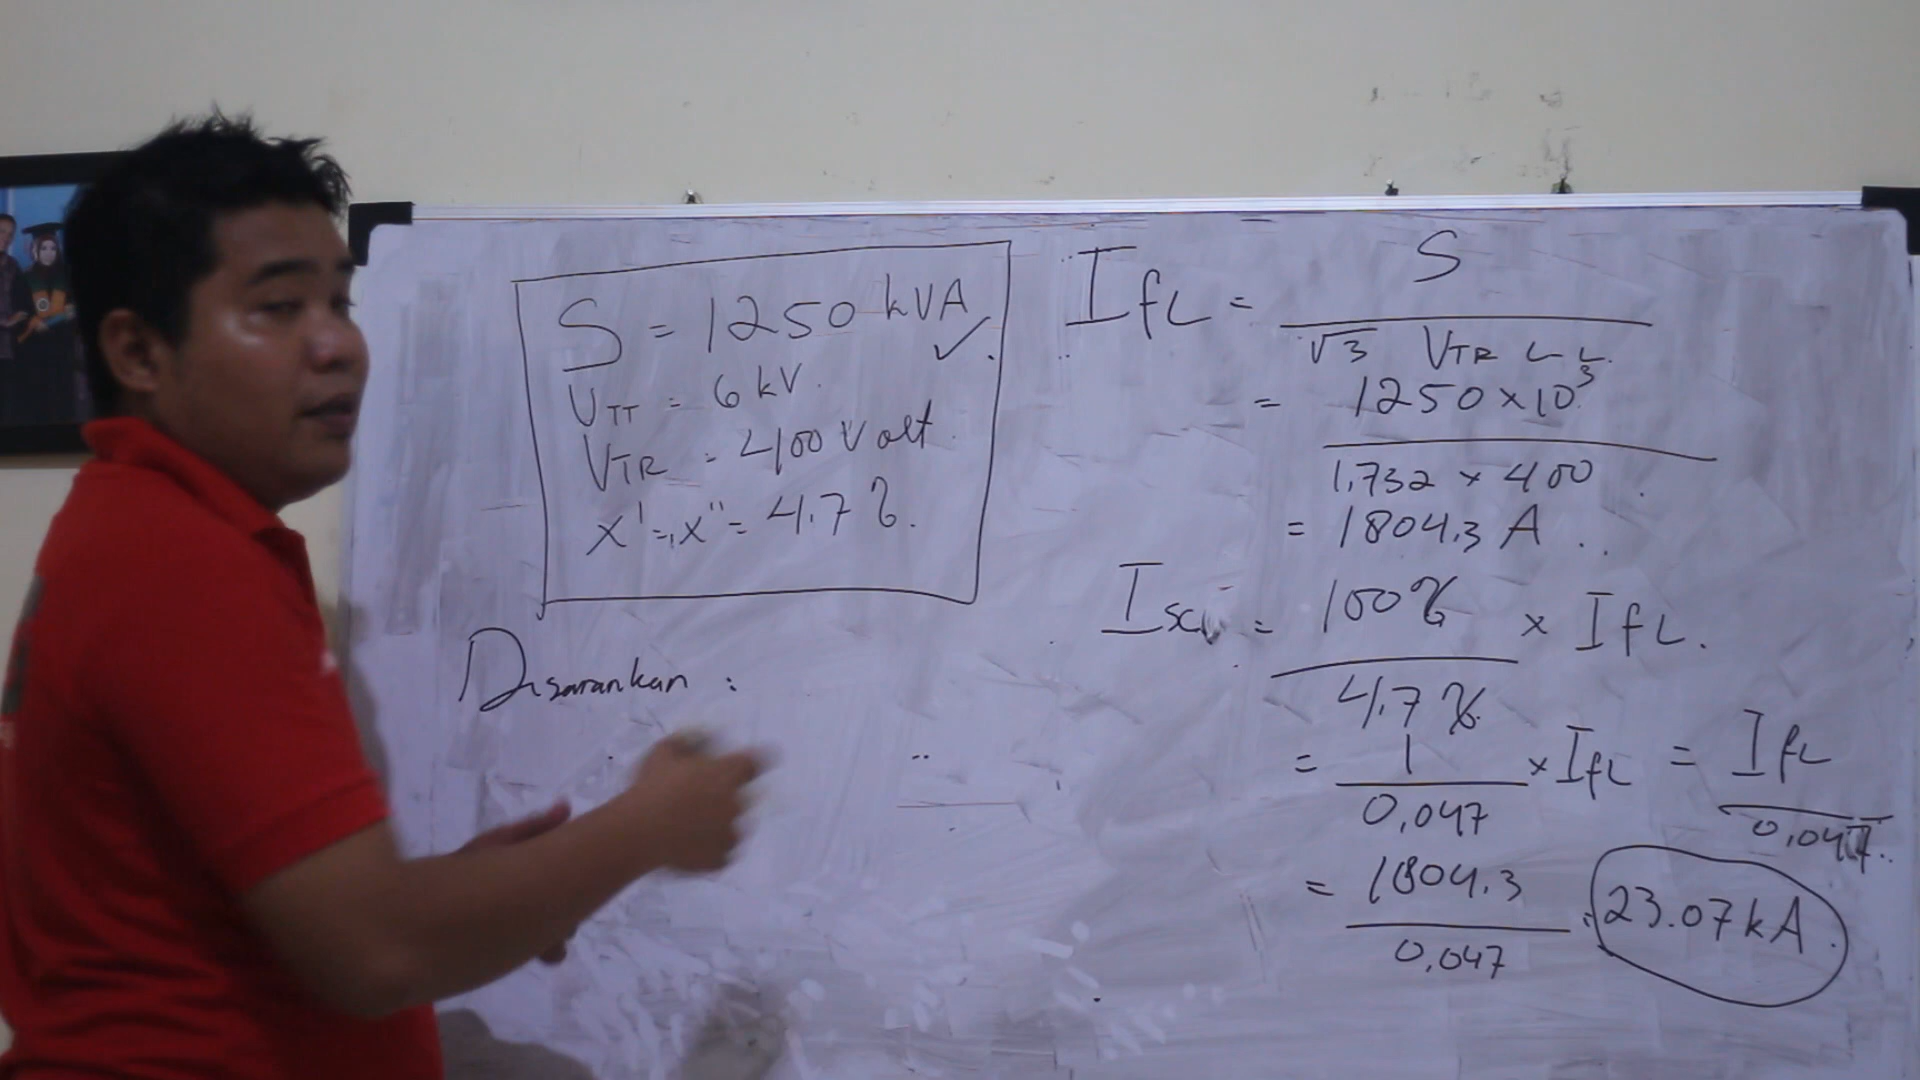 S = 1250 kVA
VTT = 6 kV.
VTR = 400 Volt.
x' = x" = 4.7 %.
Disarankan :
IfL = S
√3 VTR L-L.
= 1250 x 10³
1,732 x 400
= 1804,3 A
Isc = 100% x IfL.
4,7 %
= 1 x IfL = IfL
0,047 0,047
= 1804.3 = 23.07 kA.
0,047